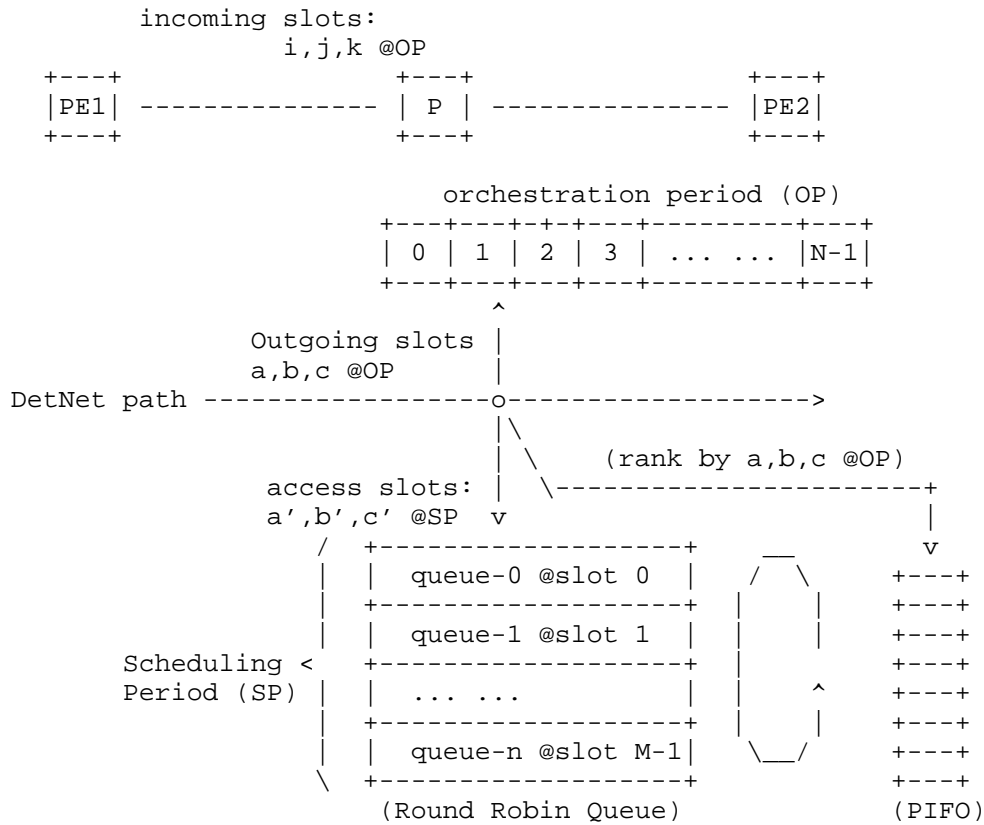 incoming slots:
i,j,k @OP
PE1 P PE2
orchestration period (OP)
0 1 2 3 ... ... N-1
Outgoing slots
a,b,c @OP
DetNet path
(rank by a,b,c @OP)
access slots:
a',b',c' @SP
queue-0 @slot 0
queue-1 @slot 1
Scheduling
Period (SP) ... ...
queue-n @slot M-1
(Round Robin Queue) (PIFO)